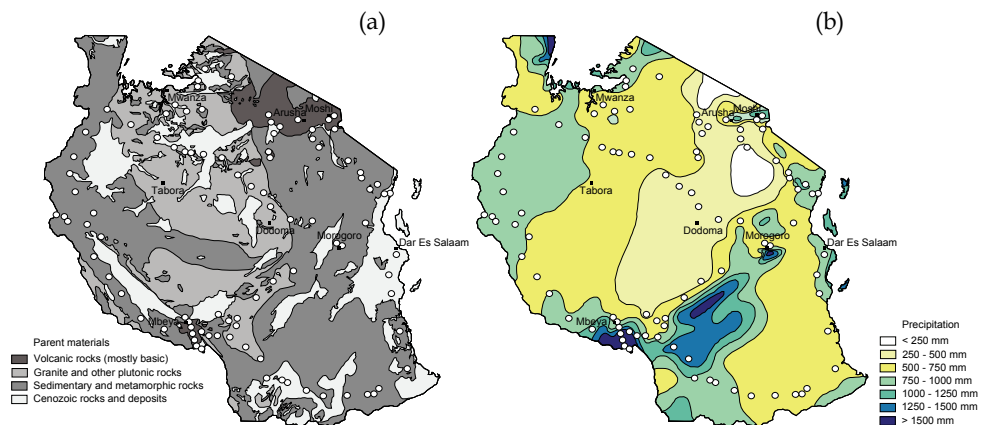 (a)
Mwanza
Arusha
Moshi
Tabora
Dodoma
Morogoro
Dar Es Salaam
Mbeya
Parent materials
Volcanic rocks (mostly basic)
Granite and other plutonic rocks
Sedimentary and metamorphic rocks
Cenozoic rocks and deposits
(b)
Mwanza
Arusha
Moshi
Tabora
Dodoma
Morogoro
Dar Es Salaam
Mbeya
Precipitation
< 250 mm
250 - 500 mm
500 - 750 mm
750 - 1000 mm
1000 - 1250 mm
1250 - 1500 mm
> 1500 mm